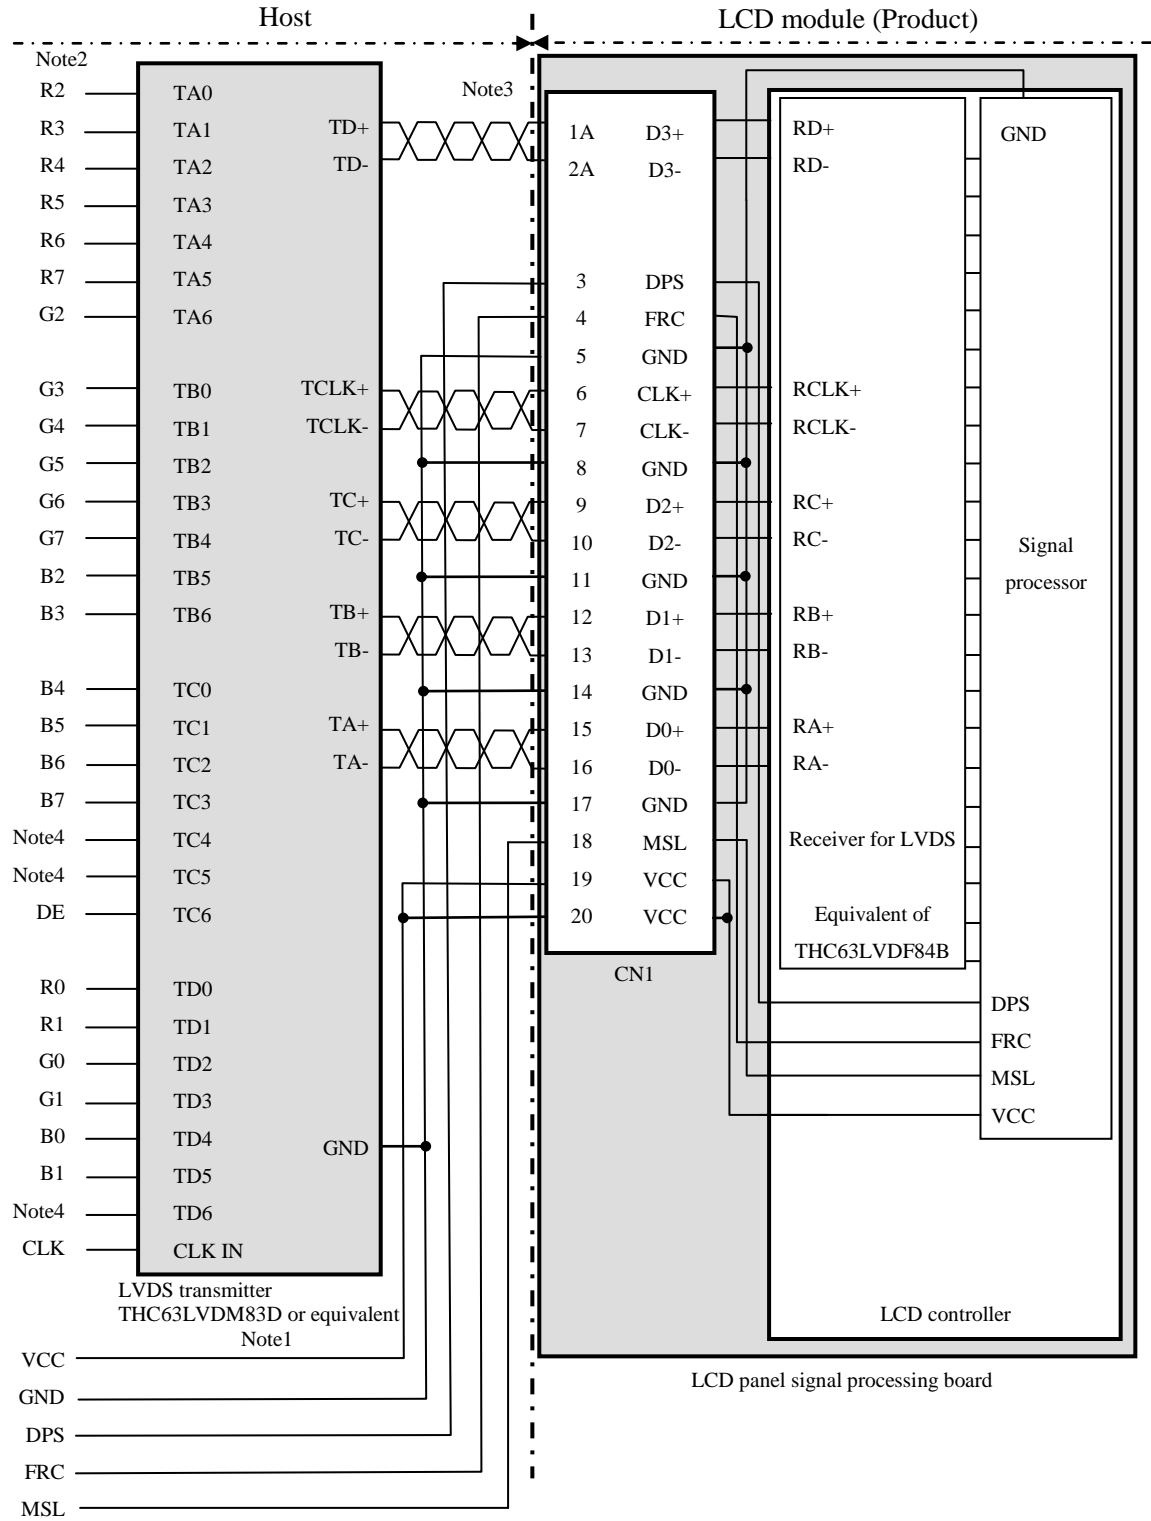 Host
LCD module (Product)
Note2
Note3
R2 TA0
R3 TA1 TD+ 1A D3+ RD+ GND
R4 TA2 TD- 2A D3- RD-
R5 TA3
R6 TA4
R7 TA5 3 DPS
G2 TA6 4 FRC
5 GND
G3 TB0 TCLK+ 6 CLK+ RCLK+
G4 TB1 TCLK- 7 CLK- RCLK-
G5 TB2 8 GND
G6 TB3 TC+ 9 D2+ RC+
G7 TB4 TC- 10 D2- RC- Signal
B2 TB5 11 GND processor
B3 TB6 TB+ 12 D1+ RB+
TB- 13 D1- RB-
B4 TC0 14 GND
B5 TC1 TA+ 15 D0+ RA+
B6 TC2 TA- 16 D0- RA-
B7 TC3 17 GND
Note4 TC4 18 MSL Receiver for LVDS
Note4 TC5 19 VCC
DE TC6 20 VCC Equivalent of
THC63LVDF84B
CN1
R0 TD0 DPS
R1 TD1 FRC
G0 TD2 MSL
G1 TD3 VCC
B0 TD4 GND
B1 TD5
Note4 TD6
CLK CLK IN
LVDS transmitter
THC63LVDM83D or equivalent
Note1
LCD controller
VCC
LCD panel signal processing board
GND
DPS
FRC
MSL